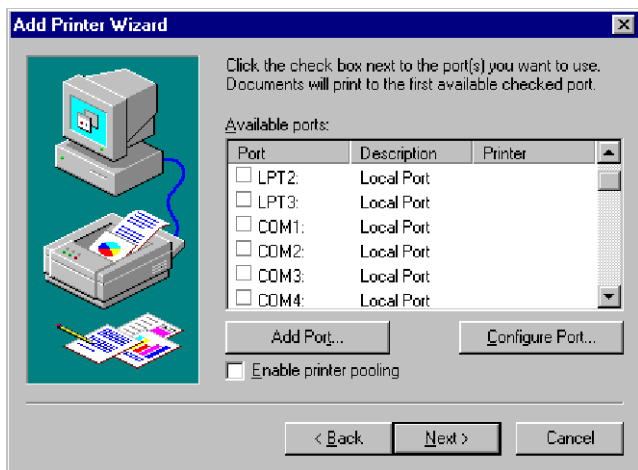 Add Printer Wizard
Click the check box next to the port(s) you want to use.
Documents will print to the first available checked port.
Available ports:
Port Description Printer
LPT2: Local Port
LPT3: Local Port
COM1: Local Port
COM2: Local Port
COM3: Local Port
COM4: Local Port
Add Port... Configure Port...
Enable printer pooling
< Back Next > Cancel